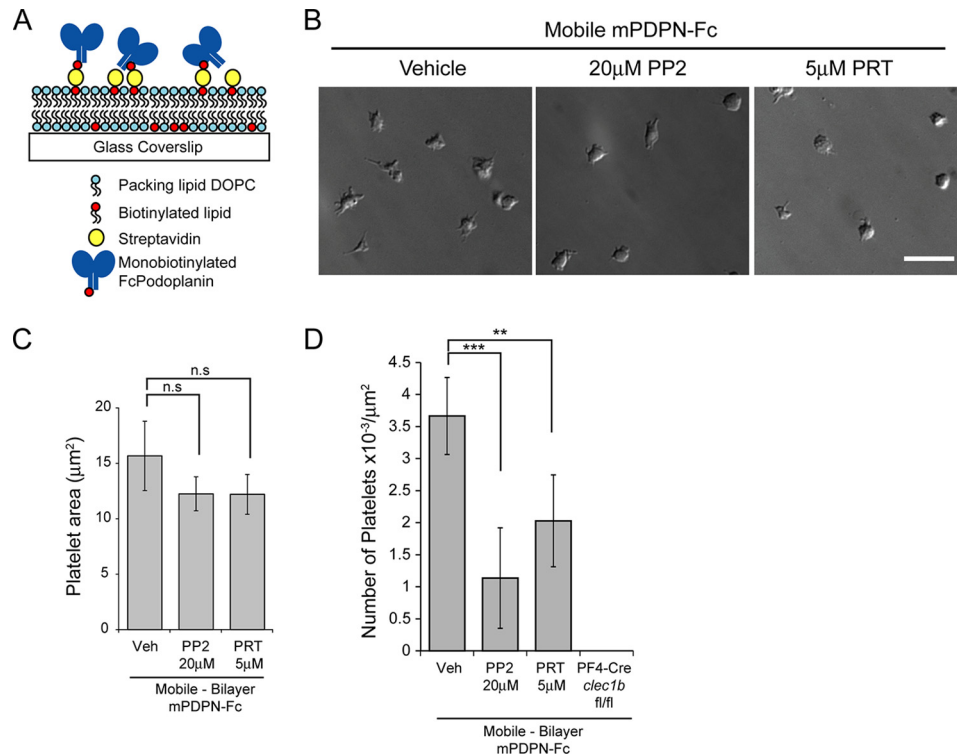 A
Glass Coverslip
Packing lipid DOPC
Biotinylated lipid
Streptavidin
Monobiotinylated
FcPodoplanin
B
Mobile mPDPN-Fc
Vehicle
20μM PP2
5μM PRT
C
n.s
n.s
Platelet area (μm²)
20
15
10
5
0
Veh
PP2
20μM
PRT
5μM
Mobile - Bilayer
mPDPN-Fc
D
**
***
Number of Platelets x10⁻³/μm²
4.5
4
3.5
3
2.5
2
1.5
1
0.5
0
Veh
PP2
20μM
PRT
5μM
PF4-Cre
clec1b
fl/fl
Mobile - Bilayer
mPDPN-Fc